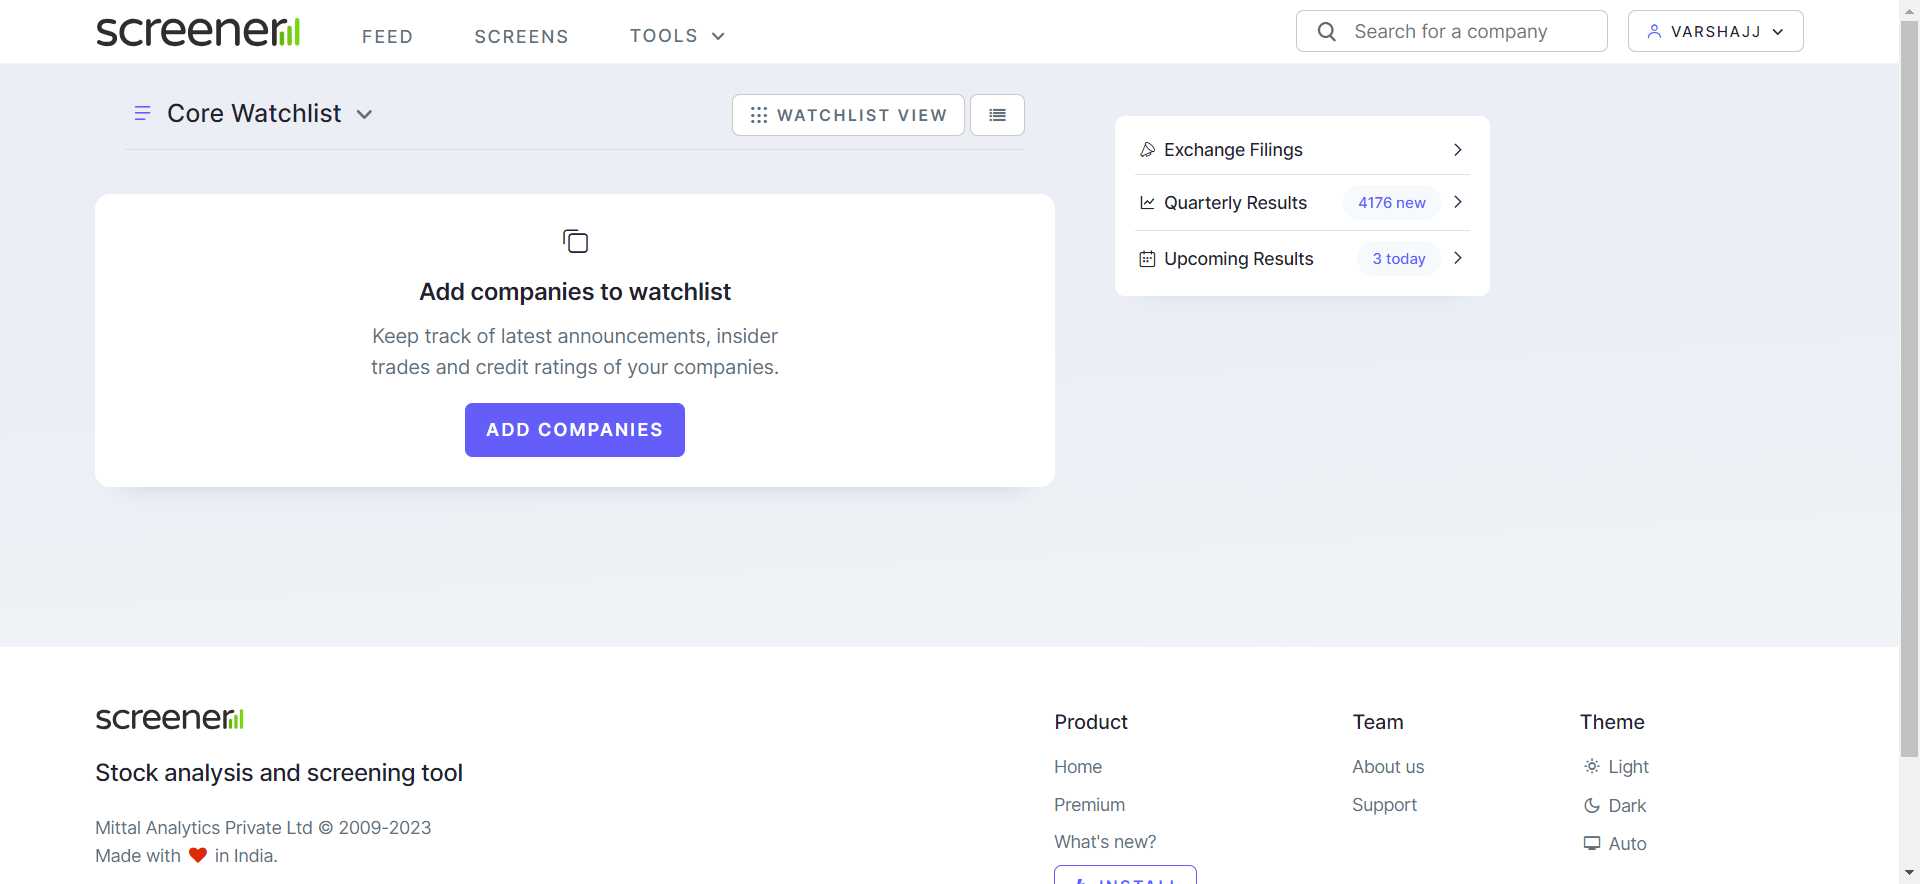 screener
FEED
SCREENS
TOOLS
Search for a company
VARSHAJJ
Core Watchlist
WATCHLIST VIEW
Add companies to watchlist
Keep track of latest announcements, insider
trades and credit ratings of your companies.
ADD COMPANIES
Exchange Filings
Quarterly Results
4176 new
Upcoming Results
3 today
screener
Stock analysis and screening tool
Mittal Analytics Private Ltd © 2009-2023
Made with ❤ in India.
Product
Home
Premium
What's new?
INSTALL
Team
About us
Support
Theme
Light
Dark
Auto